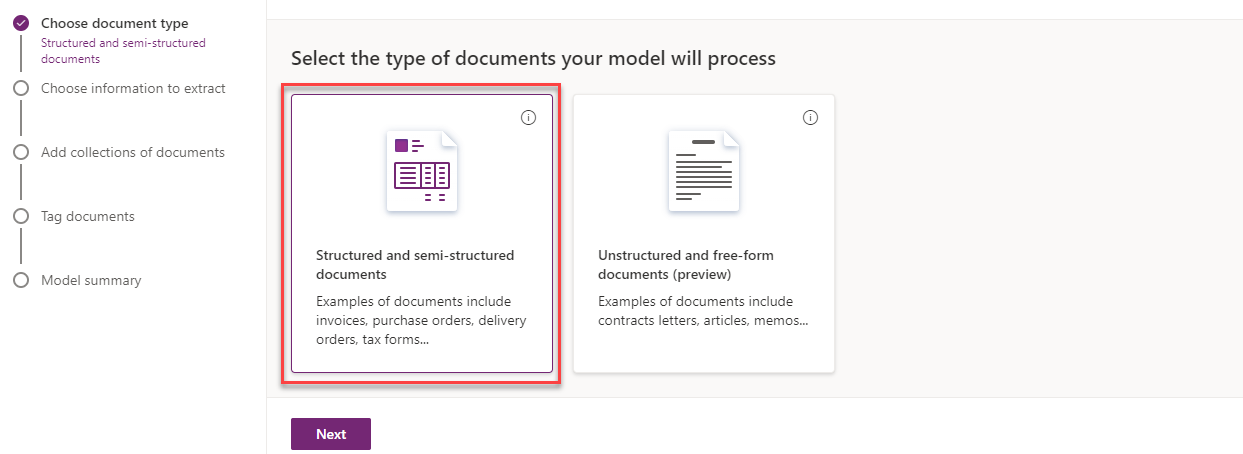 Choose document type
Structured and semi-structured
documents
Choose information to extract
Add collections of documents
Tag documents
Model summary
Select the type of documents your model will process
Structured and semi-structured
documents
Examples of documents include
invoices, purchase orders, delivery
orders, tax forms...
Unstructured and free-form
documents (preview)
Examples of documents include
contracts letters, articles, memos...
Next